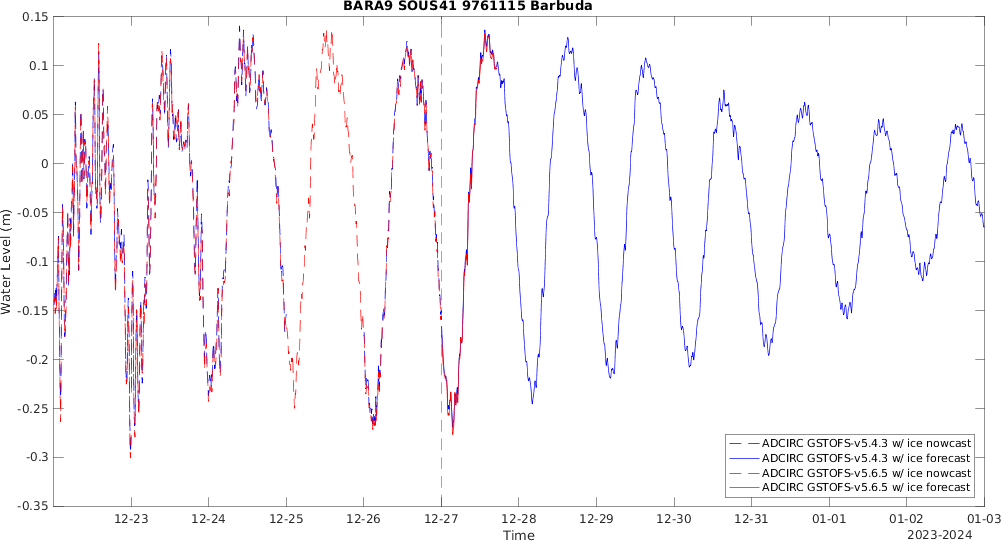 BARA9 SOUS41 9761115 Barbuda
0.15
0.1
0.05
0
-0.05
-0.1
-0.15
-0.2
-0.25
-0.3
-0.35
Water Level (m)
ADCIRC GSTOFS-v5.4.3 w/ ice nowcast
ADCIRC GSTOFS-v5.4.3 w/ ice forecast
ADCIRC GSTOFS-v5.6.5 w/ ice nowcast
ADCIRC GSTOFS-v5.6.5 w/ ice forecast
12-23 12-24 12-25 12-26 12-27 12-28 12-29 12-30 12-31 01-01 01-02 01-03
Time
2023-2024